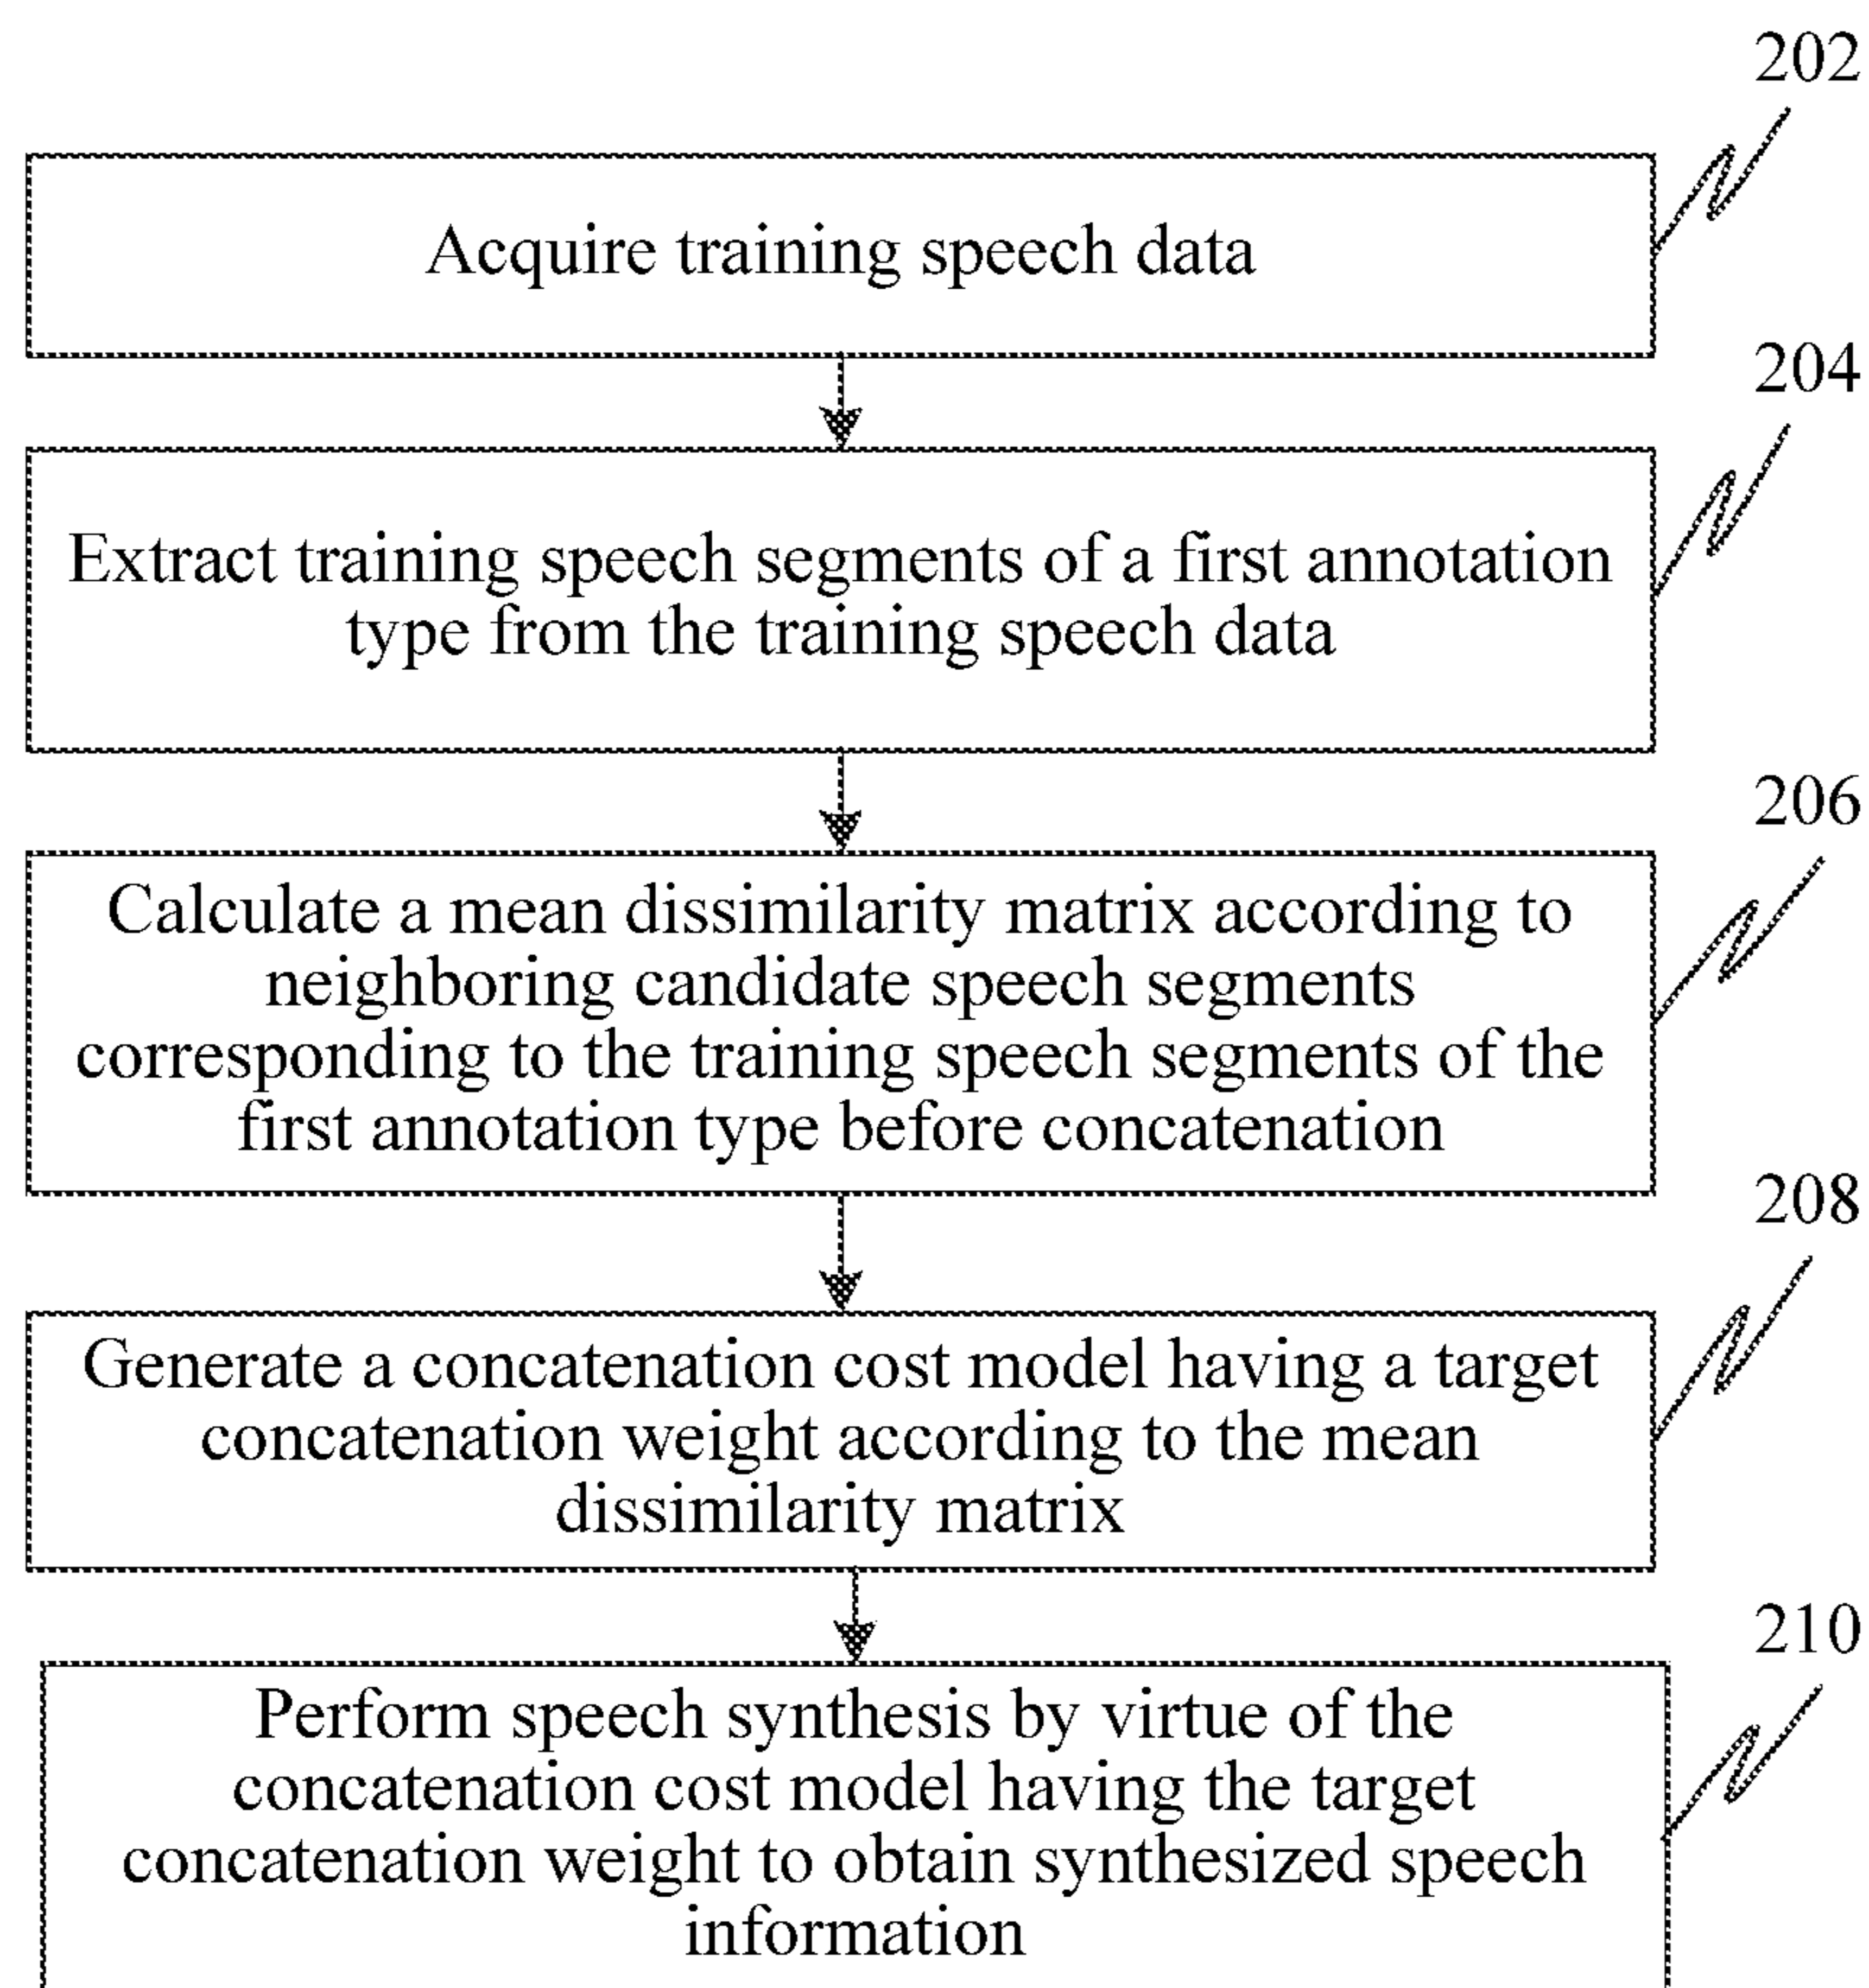 202
Acquire training speech data
204
Extract training speech segments of a first annotation
type from the training speech data
206
Calculate a mean dissimilarity matrix according to
neighboring candidate speech segments
corresponding to the training speech segments of the
first annotation type before concatenation
208
Generate a concatenation cost model having a target
concatenation weight according to the mean
dissimilarity matrix
210
Perform speech synthesis by virtue of the
concatenation cost model having the target
concatenation weight to obtain synthesized speech
information